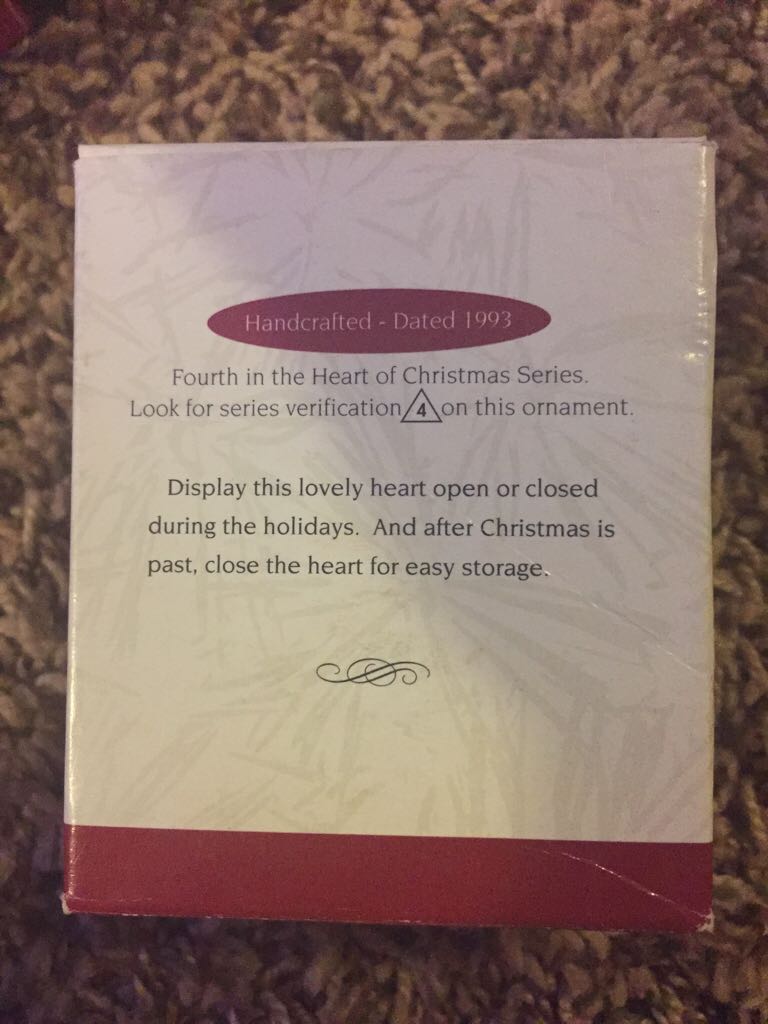 Handcrafted - Dated 1993
Fourth in the Heart of Christmas Series.
Look for series verification 4 on this ornament.
Display this lovely heart open or closed
during the holidays. And after Christmas is
past, close the heart for easy storage.